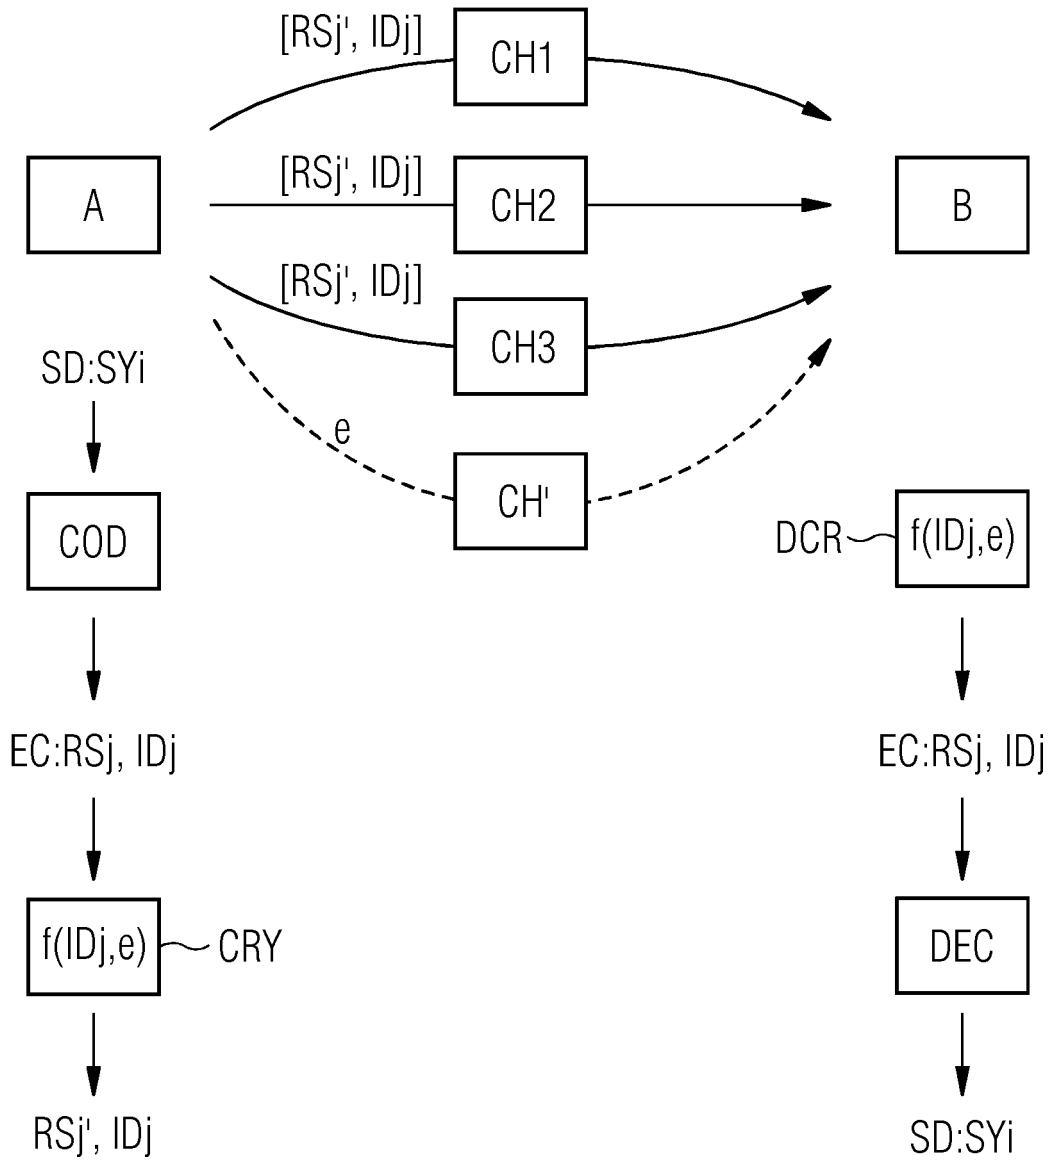 [RSj', IDj]
CH1
A
[RSj', IDj]
CH2
B
[RSj', IDj]
CH3
SD:SYi
e
CH'
COD
DCR
f(IDj,e)
EC:RSj, IDj
EC:RSj, IDj
f(IDj,e)
CRY
DEC
RSj', IDj
SD:SYi